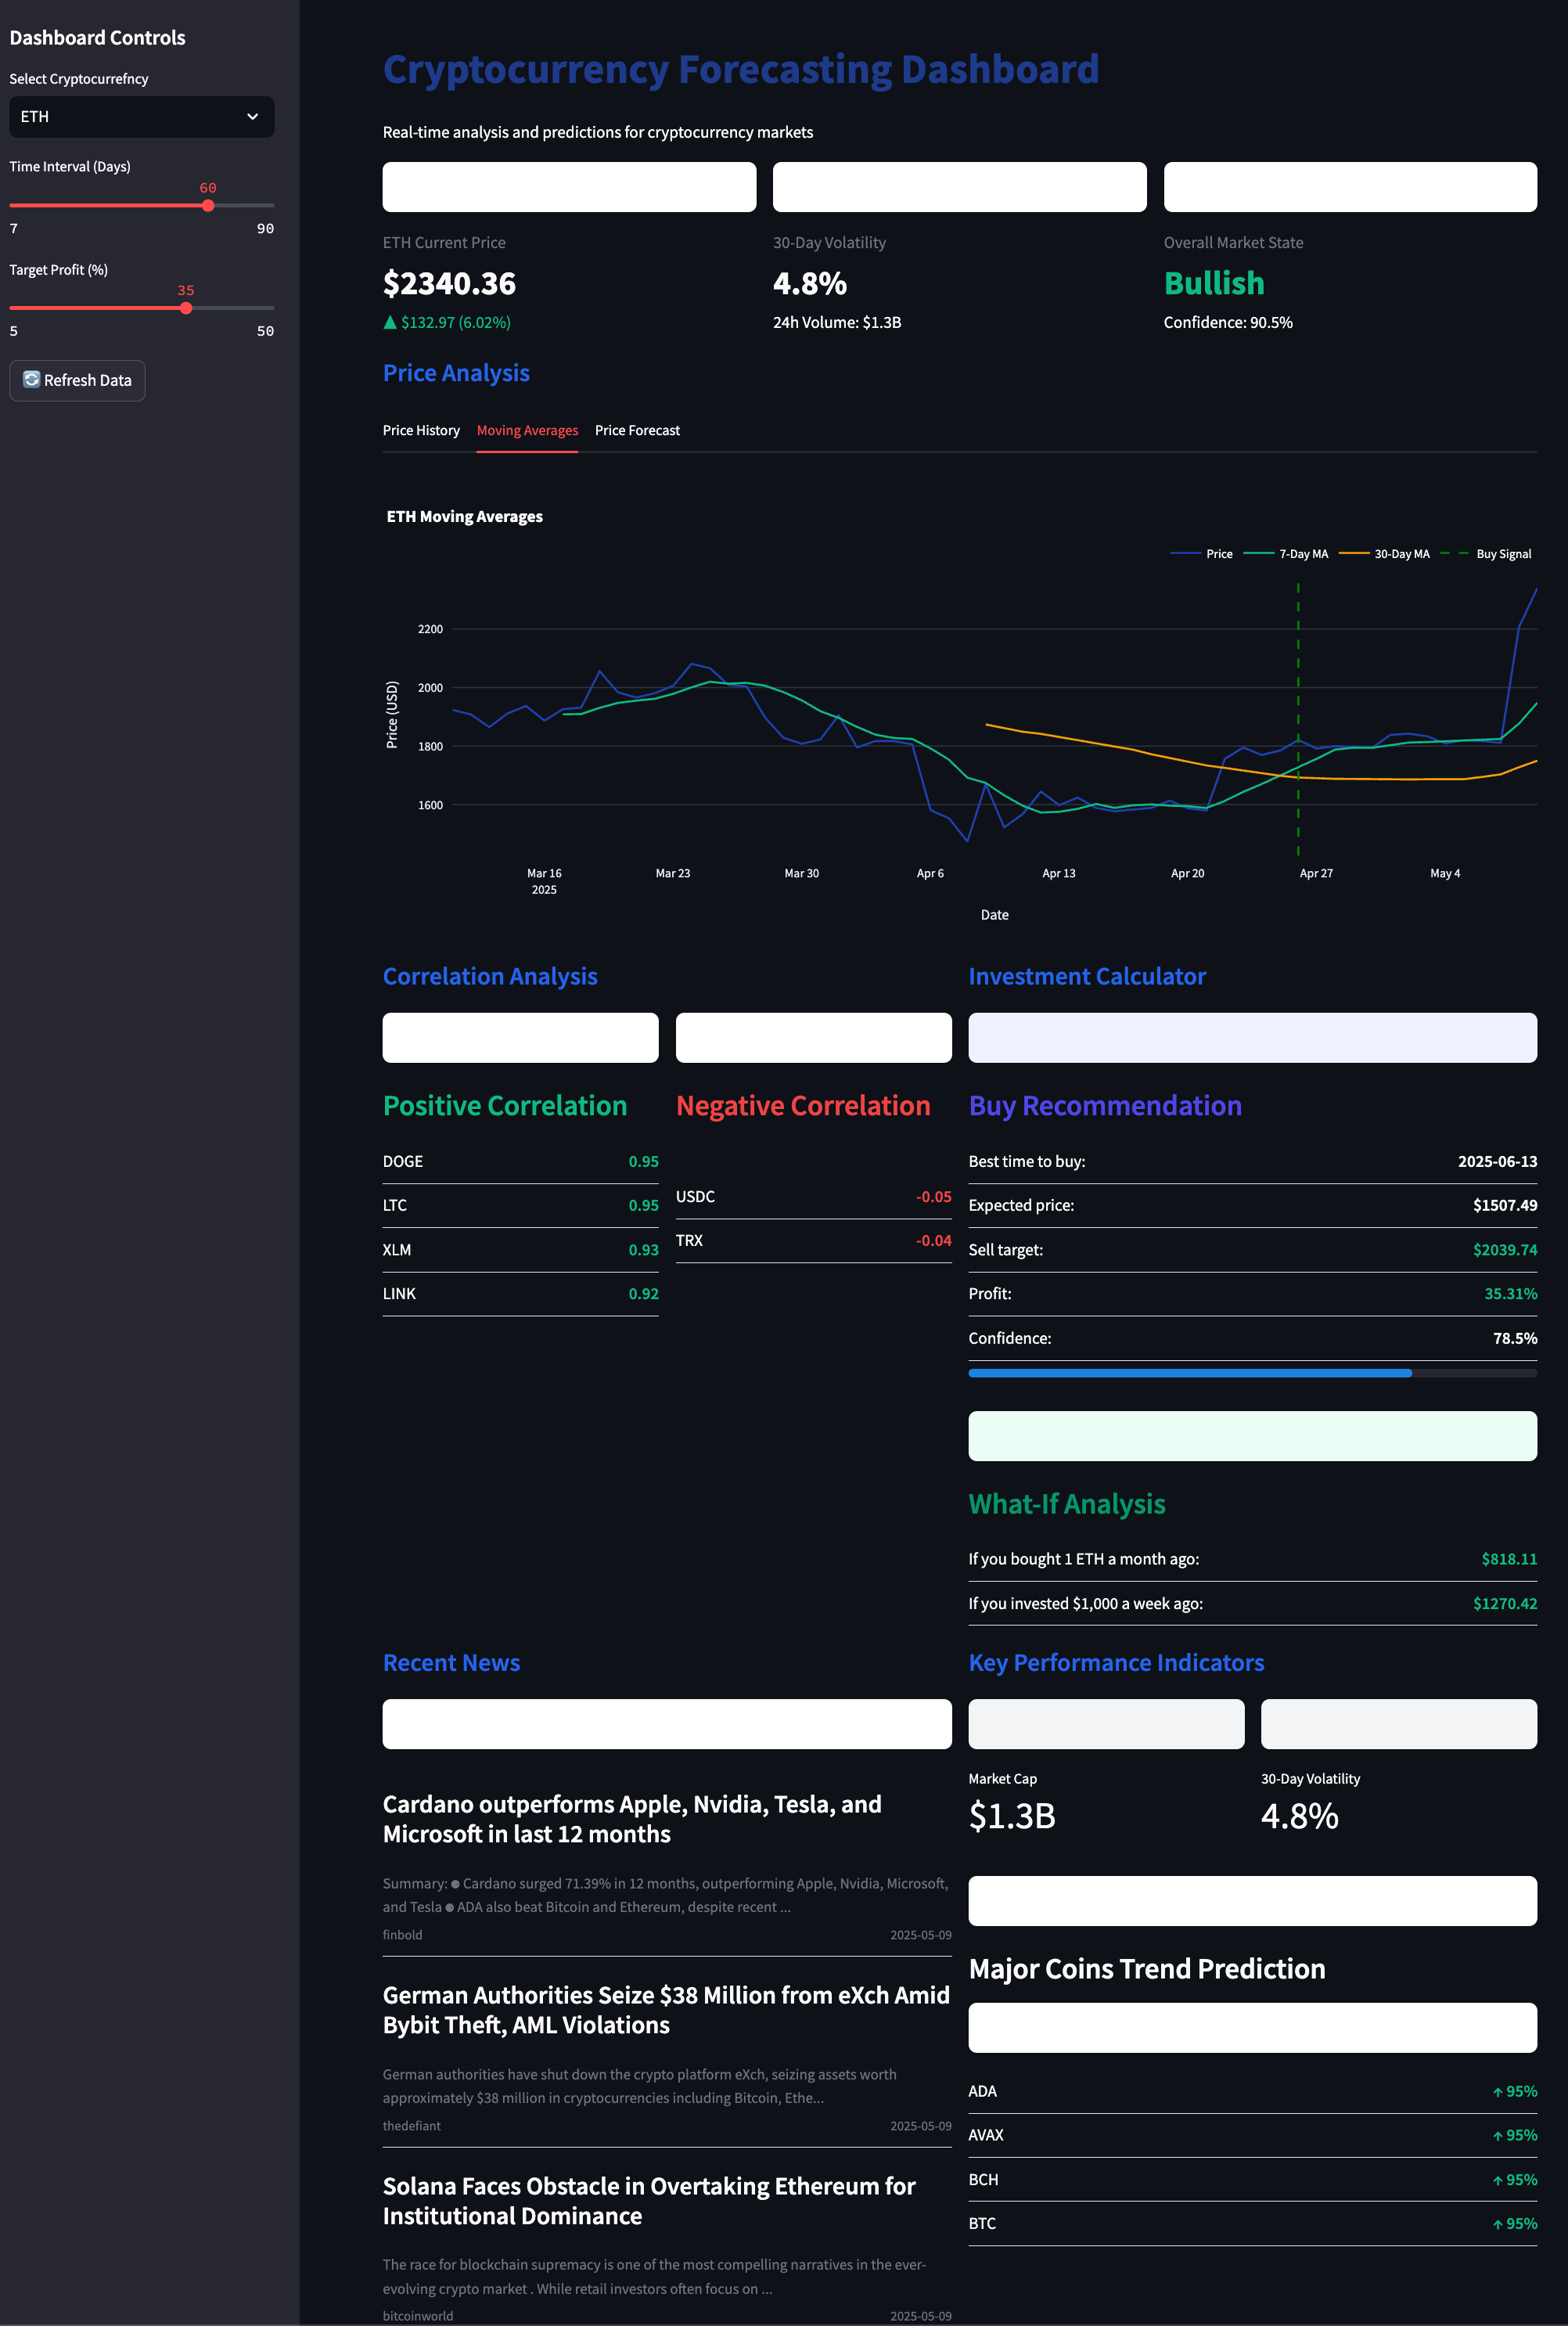 Dashboard Controls
Select Cryptocurrefncy
ETH
Time Interval (Days)
60
7 90
Target Profit (%)
35
5 50
Refresh Data
Cryptocurrency Forecasting Dashboard
Real-time analysis and predictions for cryptocurrency markets
ETH Current Price
$2340.36
▲ $132.97 (6.02%)
30-Day Volatility
4.8%
24h Volume: $1.3B
Overall Market State
Bullish
Confidence: 90.5%
Price Analysis
Price History Moving Averages Price Forecast
ETH Moving Averages
Price 7-Day MA 30-Day MA Buy Signal
Price (USD)
2200
2000
1800
1600
Mar 16 Mar 23 Mar 30 Apr 6 Apr 13 Apr 20 Apr 27 May 4
2025
Date
Correlation Analysis
Positive Correlation
DOGE 0.95
LTC 0.95
XLM 0.93
LINK 0.92
Negative Correlation
USDC -0.05
TRX -0.04
Investment Calculator
Buy Recommendation
Best time to buy: 2025-06-13
Expected price: $1507.49
Sell target: $2039.74
Profit: 35.31%
Confidence: 78.5%
What-If Analysis
If you bought 1 ETH a month ago: $818.11
If you invested $1,000 a week ago: $1270.42
Recent News
Cardano outperforms Apple, Nvidia, Tesla, and
Microsoft in last 12 months
Summary: ⚈ Cardano surged 71.39% in 12 months, outperforming Apple, Nvidia, Microsoft,
and Tesla ⚈ ADA also beat Bitcoin and Ethereum, despite recent ...
finbold 2025-05-09
German Authorities Seize $38 Million from eXch Amid
Bybit Theft, AML Violations
German authorities have shut down the crypto platform eXch, seizing assets worth
approximately $38 million in cryptocurrencies including Bitcoin, Ethe...
thedefiant 2025-05-09
Solana Faces Obstacle in Overtaking Ethereum for
Institutional Dominance
The race for blockchain supremacy is one of the most compelling narratives in the ever-
evolving crypto market . While retail investors often focus on ...
bitcoinworld 2025-05-09
Key Performance Indicators
Market Cap
$1.3B
30-Day Volatility
4.8%
Major Coins Trend Prediction
ADA ↑ 95%
AVAX ↑ 95%
BCH ↑ 95%
BTC ↑ 95%